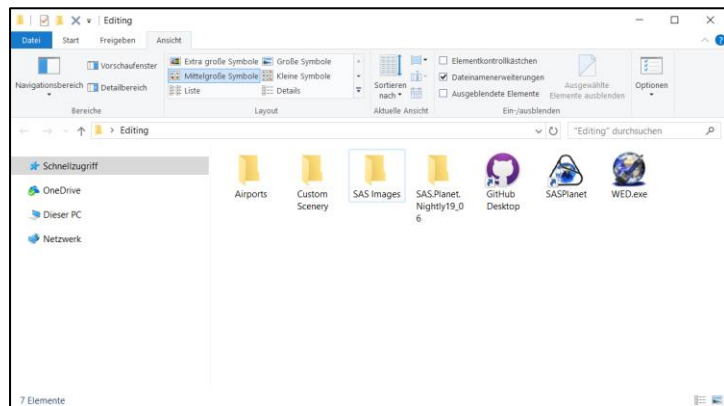 Editing
Datei Start Freigeben Ansicht
Navigationsbereich
Vorschaufenster
Detailbereich
Bereiche
Extra große Symbole
Große Symbole
Mittelgroße Symbole
Kleine Symbole
Liste
Details
Layout
Sortieren
nach
Aktuelle Ansicht
Elementkontrollkästchen
Dateinamenerweiterungen
Ausgeblendete Elemente
Ausgewählte
Elemente ausblenden
Ein-/ausblenden
Optionen
Editing
"Editing" durchsuchen
Schnellzugriff
OneDrive
Dieser PC
Netzwerk
Airports
Custom
Scenery
SAS Images
SAS.Planet.
Nightly19_0
6
GitHub
Desktop
SASPlanet
WED.exe
7 Elemente